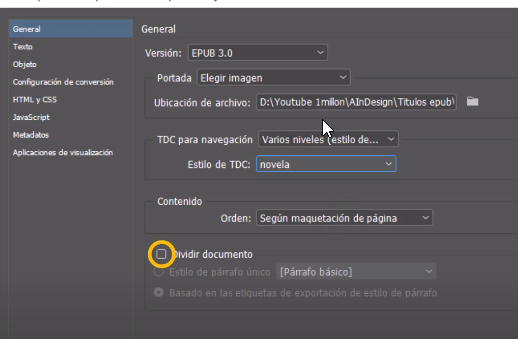 General
Texto
Objeto
Configuración de conversión
HTML y CSS
JavaScript
Metadatos
Aplicaciones de visualización
General
Versión: EPUB 3.0
Portada Elegir imagen
Ubicación de archivo: D:\Youtube 1millon\AInDesign\Titulos epub\
TDC para navegación Varios niveles (estilo de...
Estilo de TDC: novela
Contenido
Orden: Según maquetación de página
Dividir documento
Estilo de párrafo único [Párrafo básico]
Basado en las etiquetas de exportación de estilo de párrafo